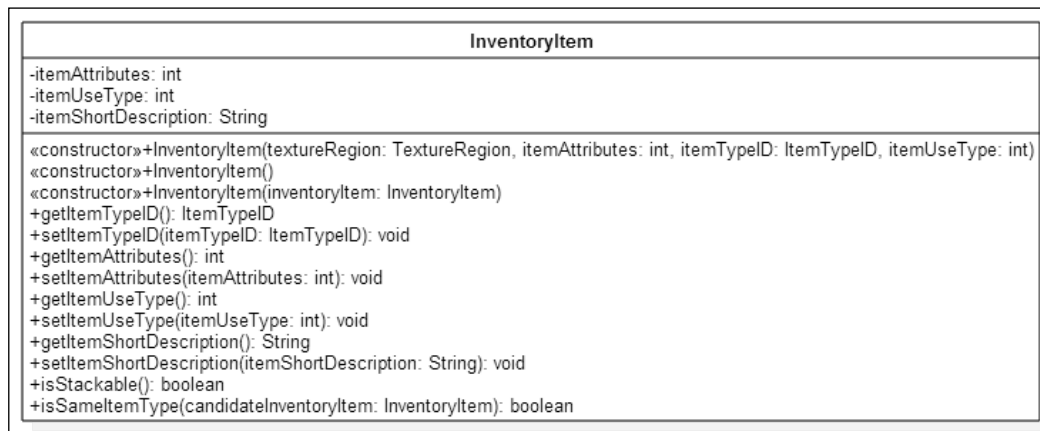 InventoryItem
-itemAttributes: int
-itemUseType: int
-itemShortDescription: String
«constructor»+InventoryItem(textureRegion: TextureRegion, itemAttributes: int, itemTypeID: ItemTypeID, itemUseType: int)
«constructor»+InventoryItem()
«constructor»+InventoryItem(inventoryItem: InventoryItem)
+getItemTypeID(): ItemTypeID
+setItemTypeID(itemTypeID: ItemTypeID): void
+getItemAttributes(): int
+setItemAttributes(itemAttributes: int): void
+getItemUseType(): int
+setItemUseType(itemUseType: int): void
+getItemShortDescription(): String
+setItemShortDescription(itemShortDescription: String): void
+isStackable(): boolean
+isSameItemType(candidateInventoryItem: InventoryItem): boolean